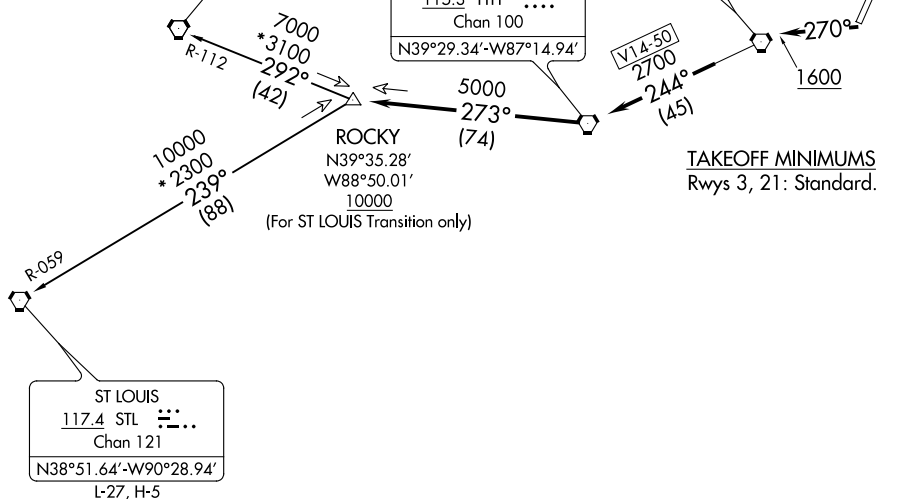 Chan 100
N39°29.34'-W87°14.94'
7000
*3100
292°
(42)
R-112
5000
273°
(74)
V14-50
2700
244°
(45)
270°
1600
ROCKY
N39°35.28'
W88°50.01'
10000
(For ST LOUIS Transition only)
TAKEOFF MINIMUMS
Rwys 3, 21: Standard.
10000
*2300
239°
(88)
R-059
ST LOUIS
117.4 STL
Chan 121
N38°51.64'-W90°28.94'
L-27, H-5